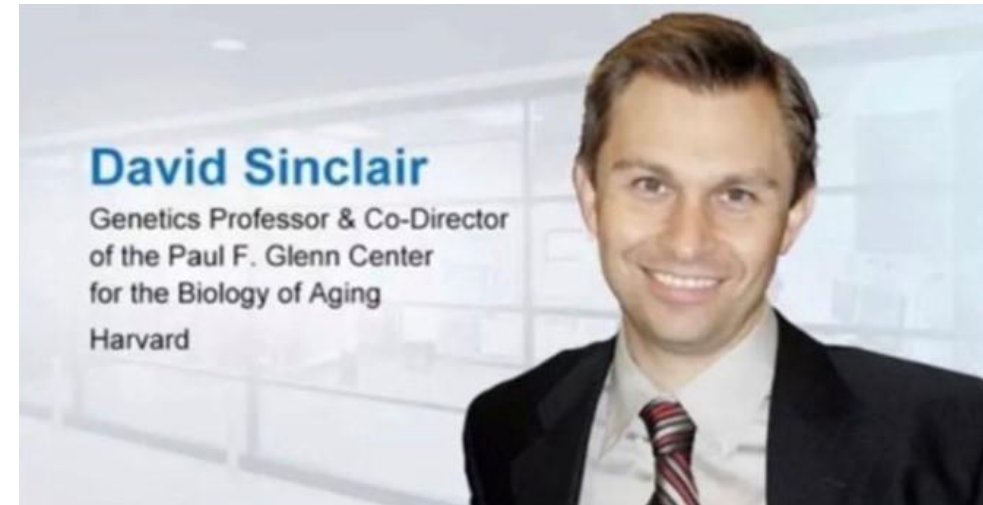 David Sinclair
Genetics Professor & Co-Director
of the Paul F. Glenn Center
for the Biology of Aging
Harvard